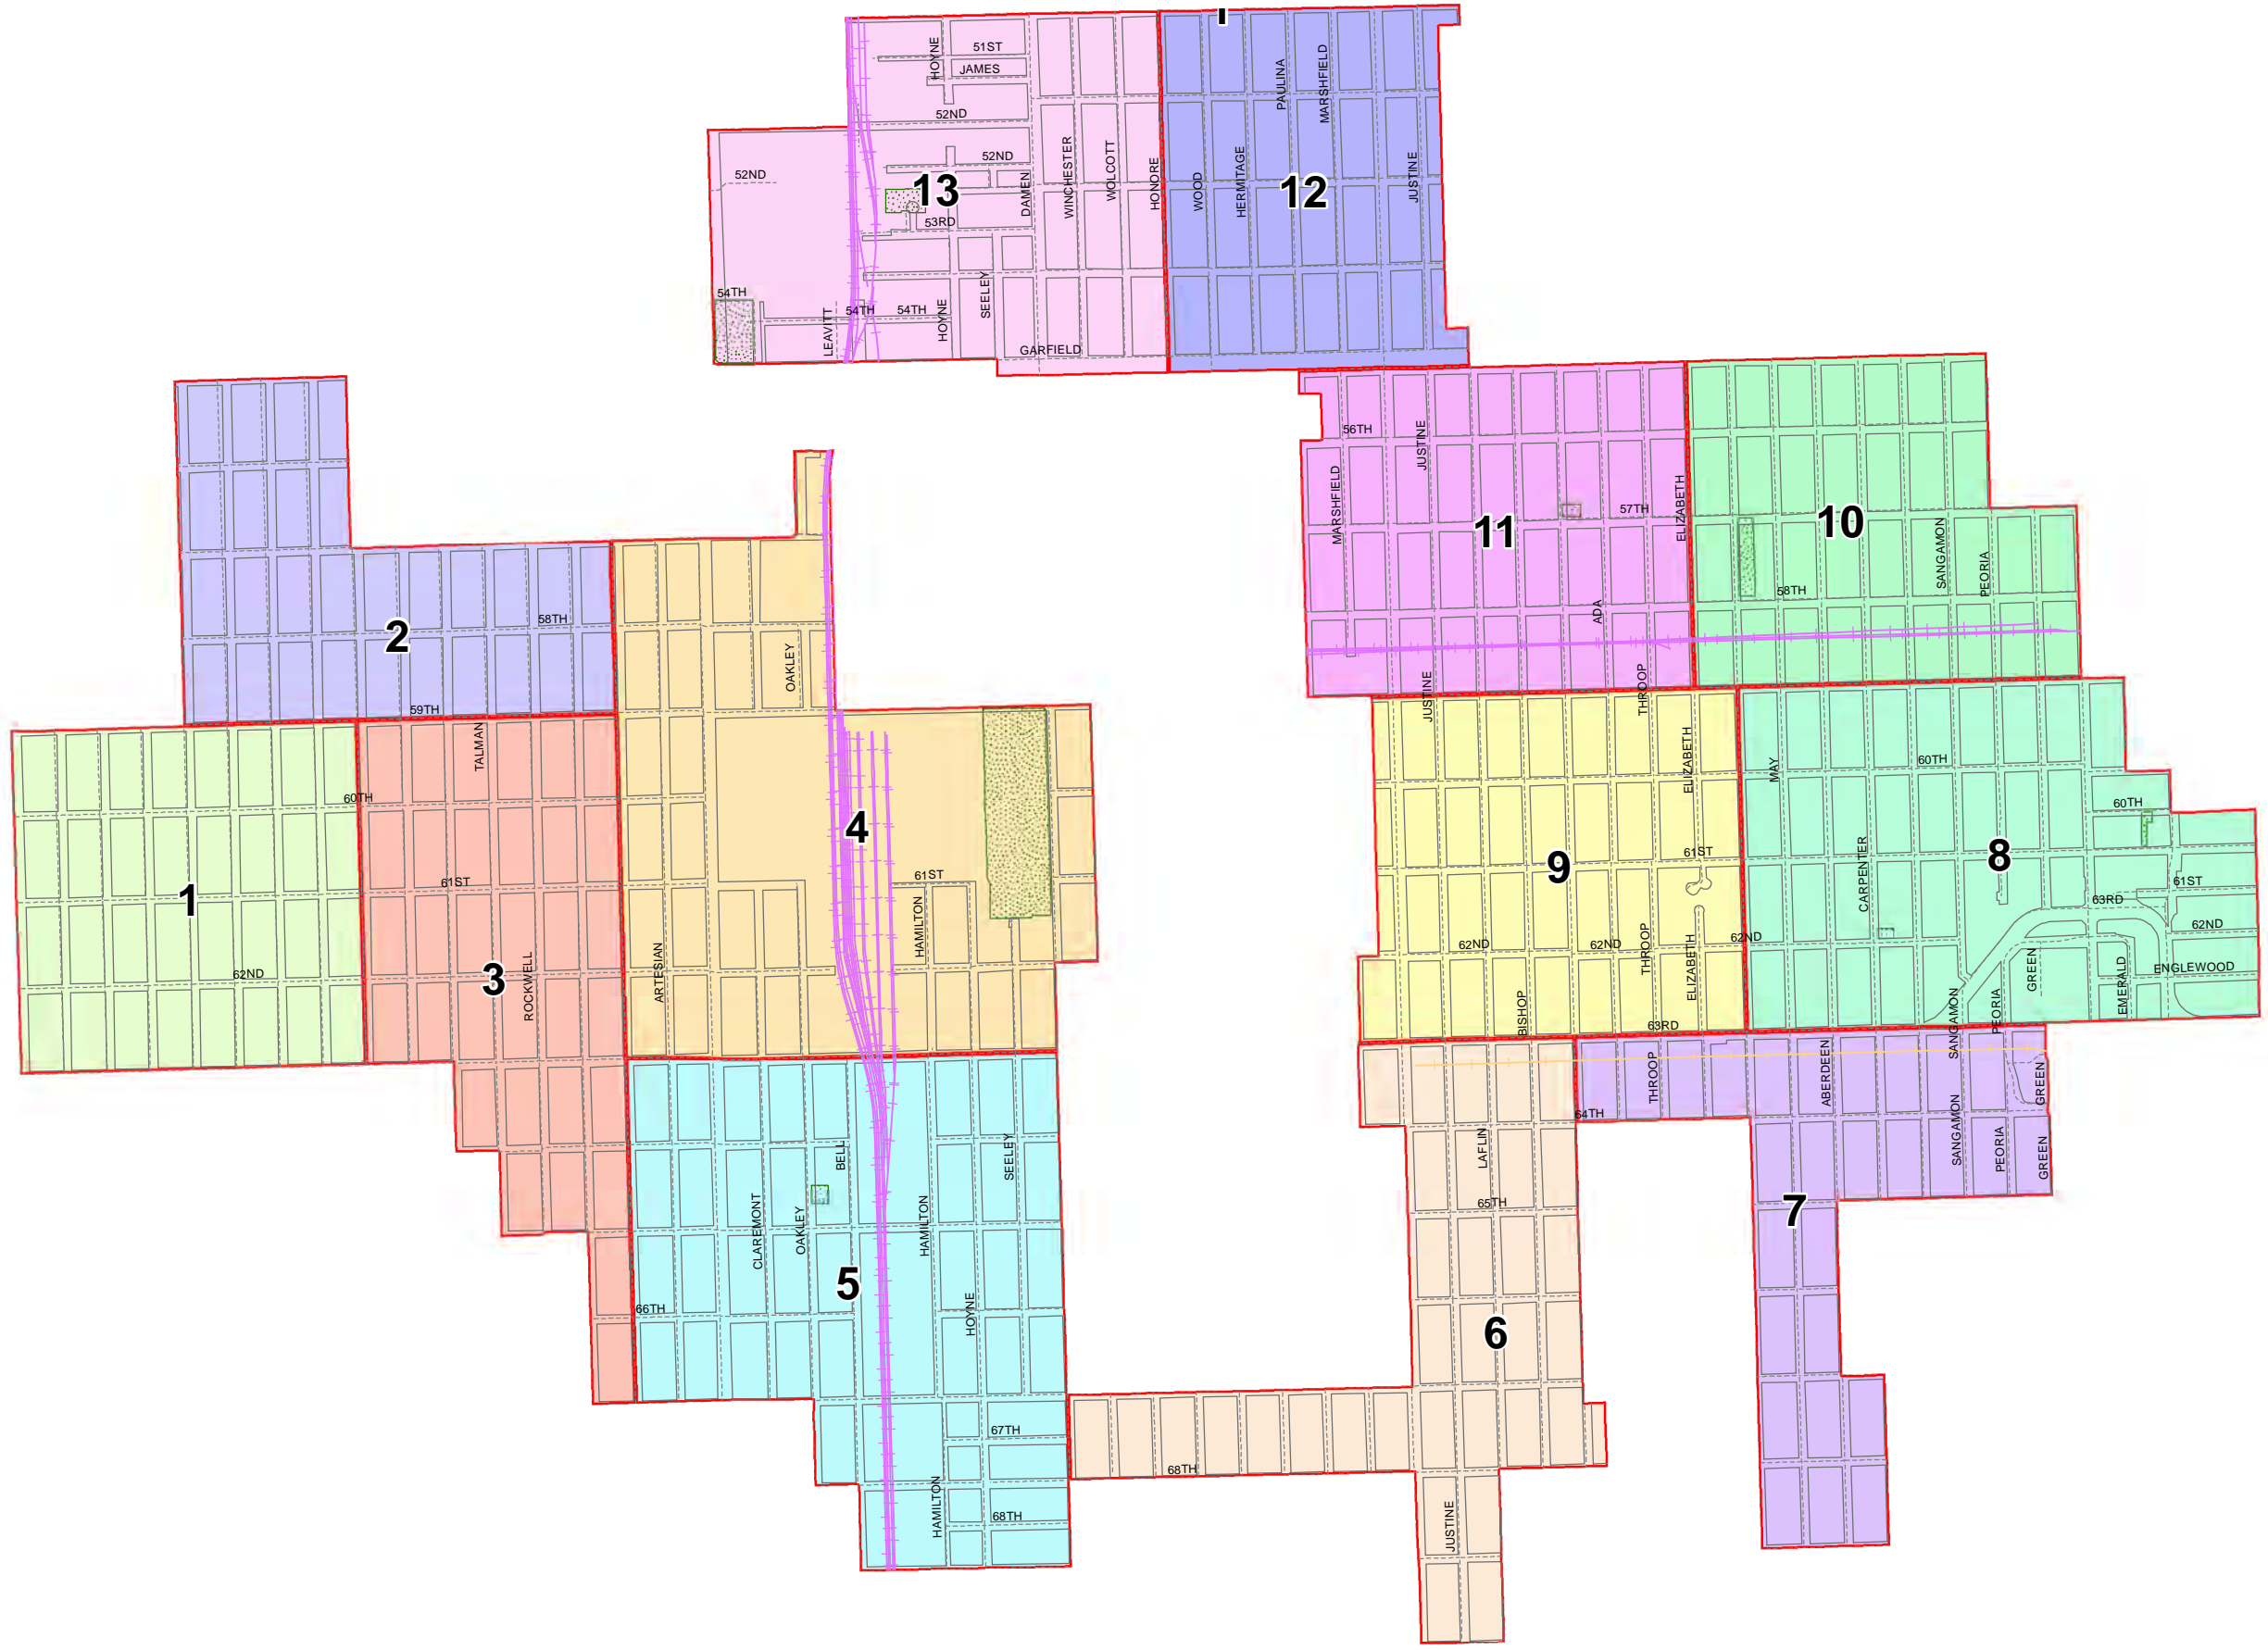 HOYNE
51ST
JAMES
52ND
PAULINA
MARSHFIELD
52ND
52ND
13
53RD
DAMEN
WINCHESTER
WOLCOTT
HONORE
WOOD
HERMITAGE
12
JUSTINE
54TH
LEAVITT
54TH
54TH
HOYNE
SEELEY
GARFIELD
56TH
JUSTINE
MARSHFIELD
11
57TH
ELIZABETH
10
SANGAMON
PEORIA
58TH
ADA
2
58TH
OAKLEY
59TH
JUSTINE
THROOP
TALMAN
ELIZABETH
MAY
60TH
60TH
60TH
4
1
61ST
61ST
HAMILTON
9
61ST
CARPENTER
8
61ST
63RD
62ND
62ND
3
ROCKWELL
ARTESIAN
62ND
62ND
THROOP
ELIZABETH
62ND
GREEN
ENGLEWOOD
EMERALD
BISHOP
63RD
SANGAMON
PEORIA
THROOP
ABERDEEN
GREEN
64TH
LAFLIN
SANGAMON
PEORIA
GREEN
BELL
SEELEY
CLAREMONT
OAKLEY
HAMILTON
65TH
7
5
66TH
HOYNE
6
67TH
68TH
HAMILTON
68TH
JUSTINE